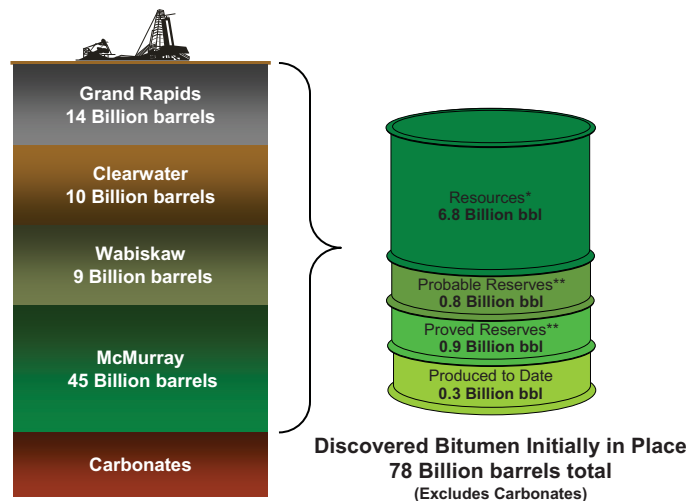 Grand Rapids
14 Billion barrels
Clearwater
10 Billion barrels
Wabiskaw
9 Billion barrels
McMurray
45 Billion barrels
Carbonates
Resources*
6.8 Billion bbl
Probable Reserves**
0.8 Billion bbl
Proved Reserves**
0.9 Billion bbl
Produced to Date
0.3 Billion bbl
Discovered Bitumen Initially in Place
78 Billion barrels total
(Excludes Carbonates)